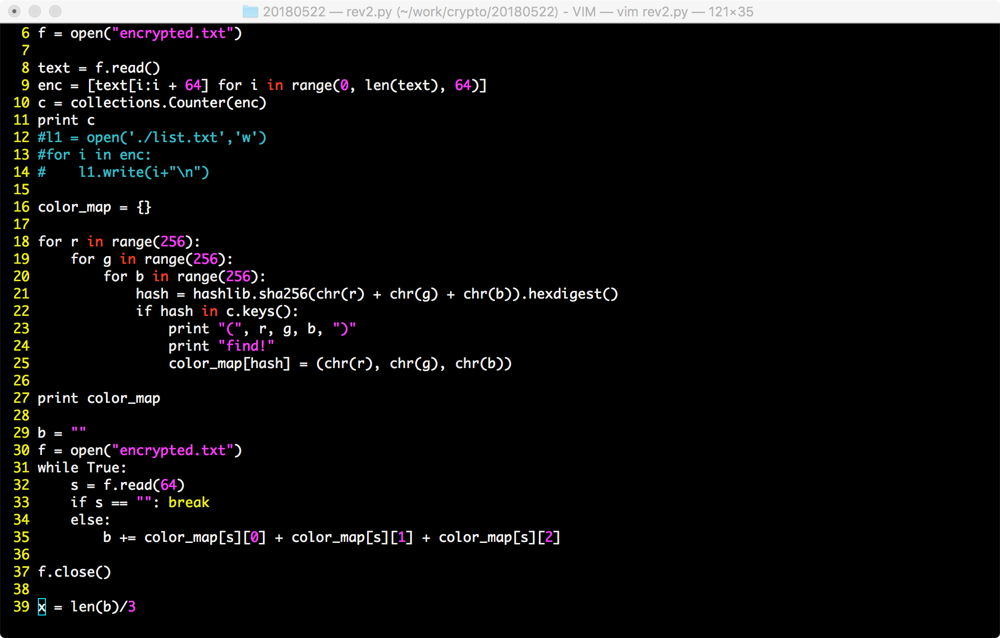 20180522 — rev2.py (~/work/crypto/20180522) - VIM — vim rev2.py — 121×35
6 f = open("encrypted.txt")
7
8 text = f.read()
9 enc = [text[i:i + 64] for i in range(0, len(text), 64)]
10 c = collections.Counter(enc)
11 print c
12 #l1 = open('./list.txt','w')
13 #for i in enc:
14 #    l1.write(i+"\n")
15
16 color_map = {}
17
18 for r in range(256):
19     for g in range(256):
20         for b in range(256):
21             hash = hashlib.sha256(chr(r) + chr(g) + chr(b)).hexdigest()
22             if hash in c.keys():
23                 print "(", r, g, b, ")"
24                 print "find!"
25                 color_map[hash] = (chr(r), chr(g), chr(b))
26
27 print color_map
28
29 b = ""
30 f = open("encrypted.txt")
31 while True:
32     s = f.read(64)
33     if s == "": break
34     else:
35         b += color_map[s][0] + color_map[s][1] + color_map[s][2]
36
37 f.close()
38
39 x = len(b)/3